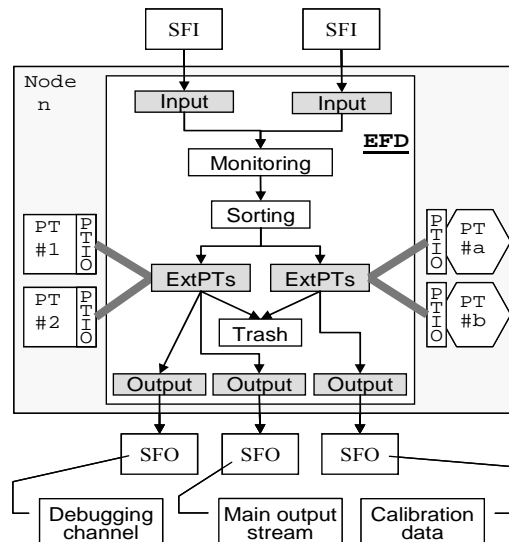 SFI
SFI
Node
n
Input
Input
EFD
Monitoring
Sorting
PT
#1
PTIO
PT
#a
PTIO
ExtPTs
ExtPTs
PT
#2
PTIO
PT
#b
PTIO
Trash
Output
Output
Output
SFO
SFO
SFO
Debugging
channel
Main output
stream
Calibration
data